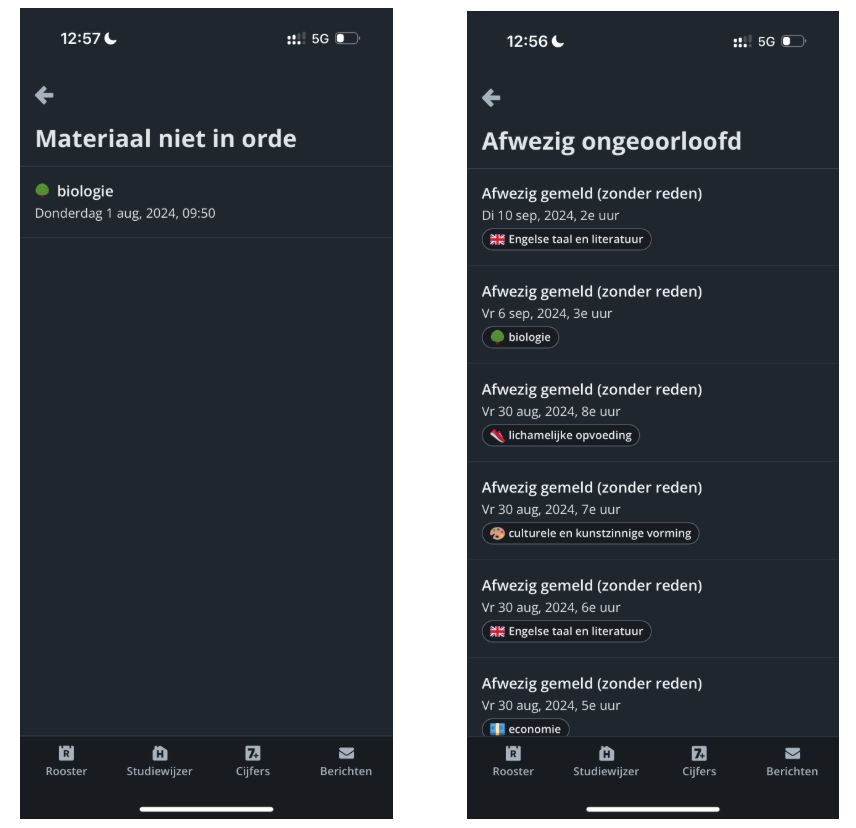 12:57
5G
Materiaal niet in orde
biologie
Donderdag 1 aug, 2024, 09:50
R
H
7+
Rooster
Studiewijzer
Cijfers
Berichten
12:56
5G
Afwezig ongeoorloofd
Afwezig gemeld (zonder reden)
Di 10 sep, 2024, 2e uur
Engelse taal en literatuur
Afwezig gemeld (zonder reden)
Vr 6 sep, 2024, 3e uur
biologie
Afwezig gemeld (zonder reden)
Vr 30 aug, 2024, 8e uur
lichamelijke opvoeding
Afwezig gemeld (zonder reden)
Vr 30 aug, 2024, 7e uur
culturele en kunstzinnige vorming
Afwezig gemeld (zonder reden)
Vr 30 aug, 2024, 6e uur
Engelse taal en literatuur
Afwezig gemeld (zonder reden)
Vr 30 aug, 2024, 5e uur
economie
R
H
7+
Rooster
Studiewijzer
Cijfers
Berichten